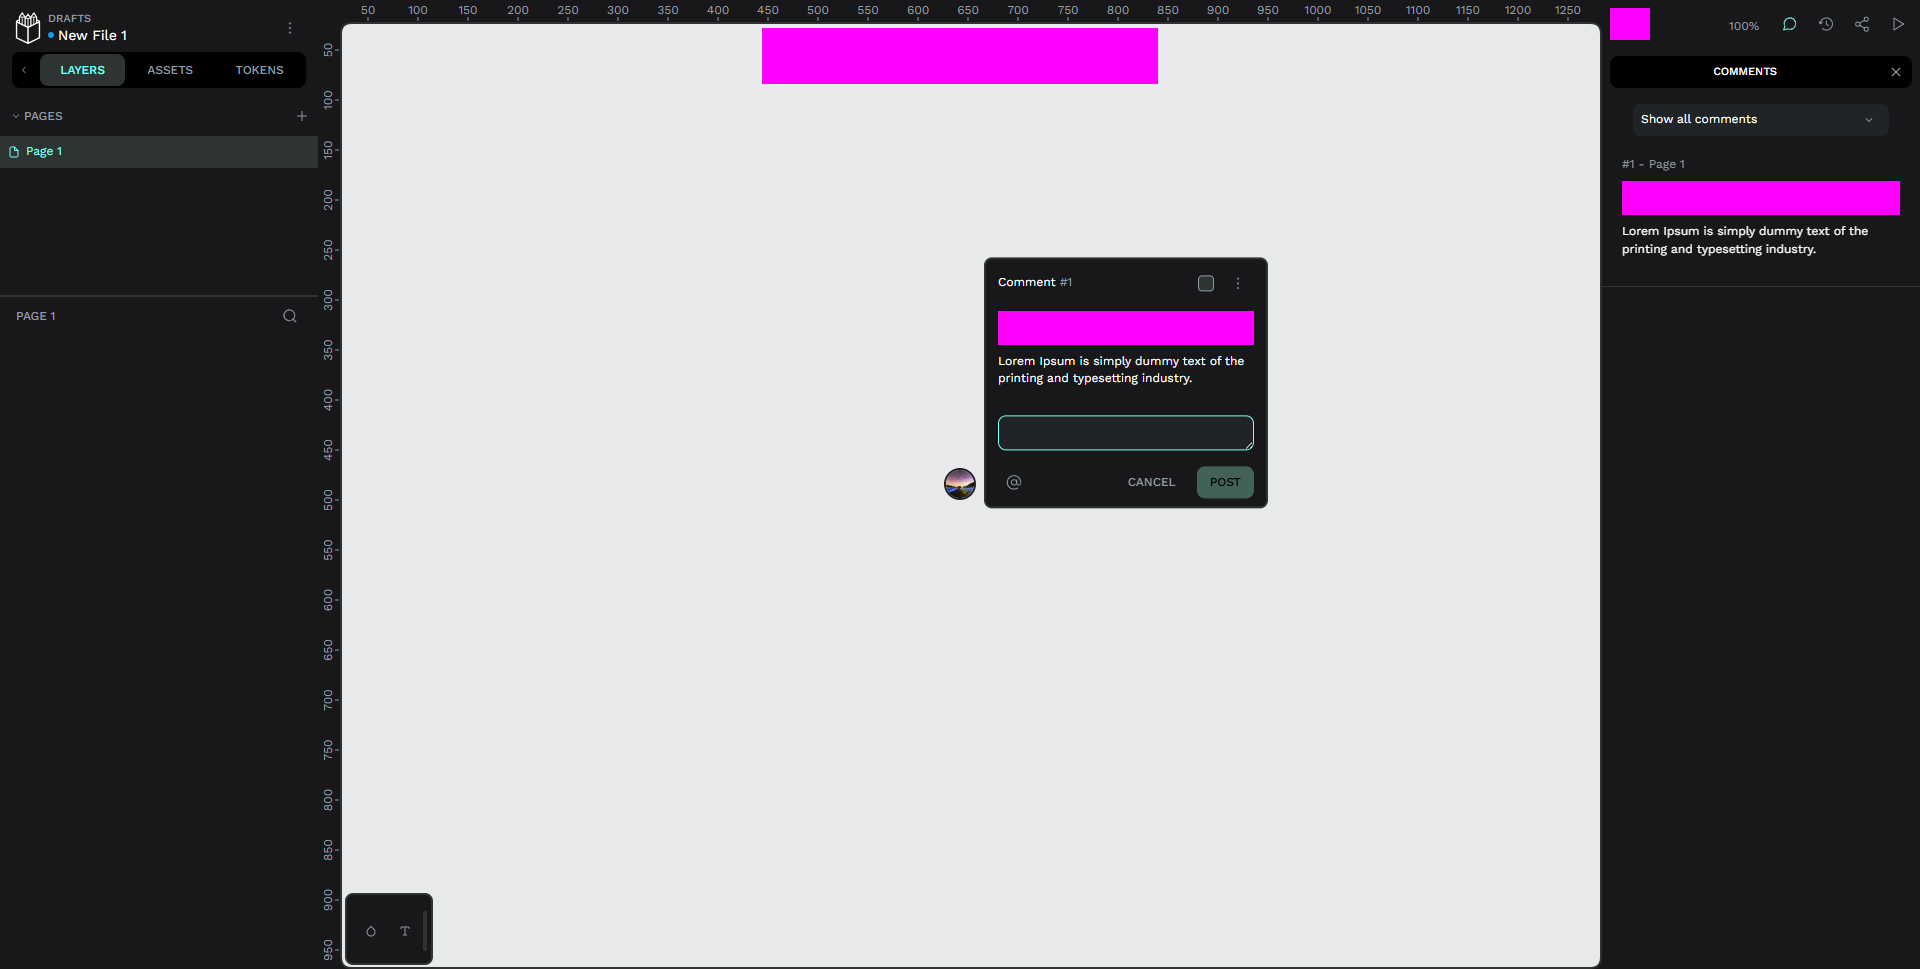 DRAFTS
New File 1
LAYERS
ASSETS
TOKENS
PAGES
Page 1
PAGE 1
50 100 150 200 250 300 350 400 450 500 550 600 650 700 750 800 850 900 950 1000 1050 1100 1150 1200 1250
50
100
150
200
250
300
350
400
450
500
550
600
650
700
750
800
850
900
950
Comment #1
Lorem Ipsum is simply dummy text of the
printing and typesetting industry.
@
CANCEL
POST
T
100%
COMMENTS
Show all comments
#1 - Page 1
Lorem Ipsum is simply dummy text of the
printing and typesetting industry.